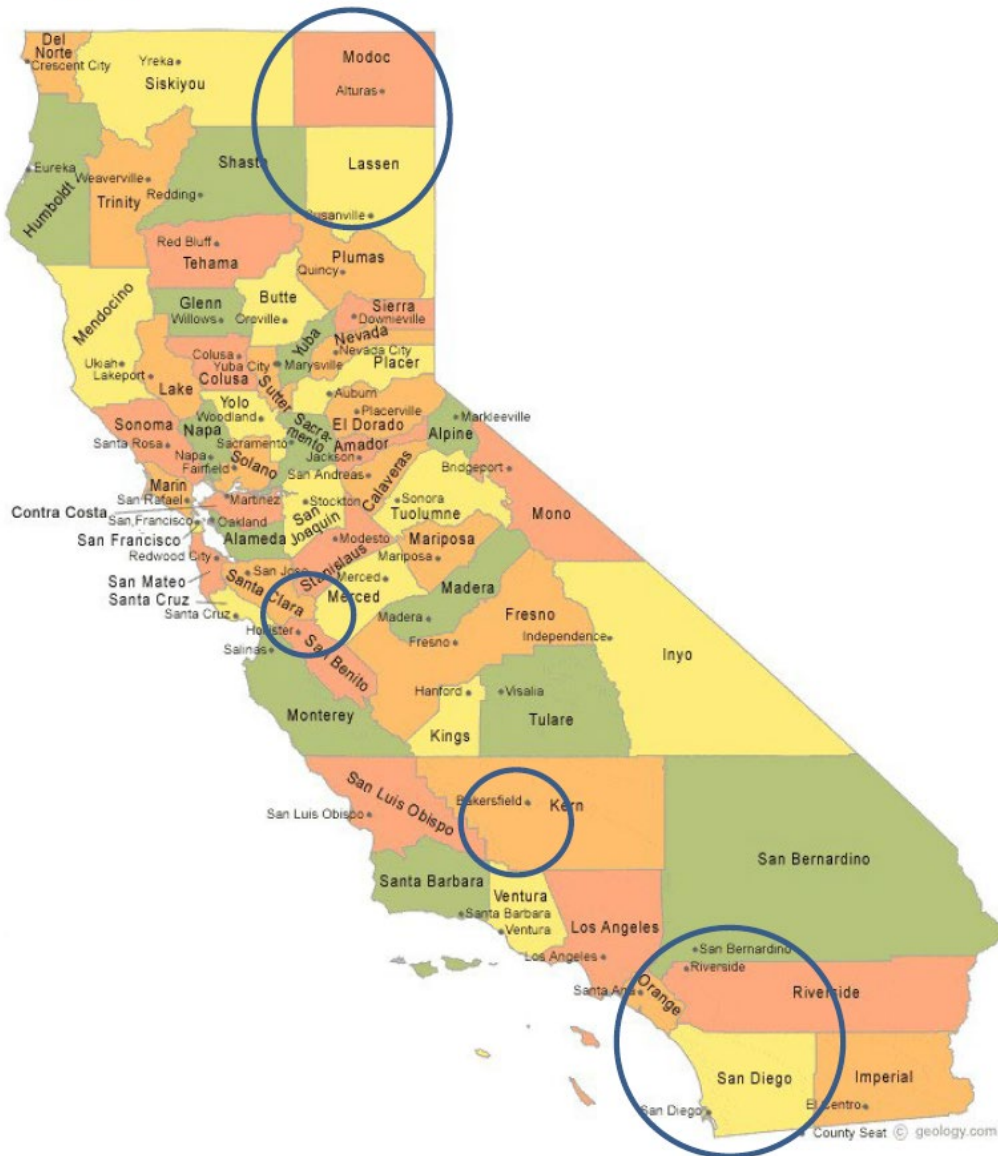 Del
Norte
Crescent City
Yreka
Siskiyou
Modoc
Alturas
Eureka
Humboldt
Weaverville
Trinity
Shasta
Redding
Lassen
Susanville
Red Bluff
Tehama
Plumas
Quincy
Mendocino
Glenn
Willows
Butte
Oroville
Sierra
Downieville
Yuba
Nevada
Nevada City
Ukiah
Lakeport
Lake
Colusa
Colusa
Yuba City
Marysville
Sutter
Placer
Auburn
Sonoma
Santa Rosa
Napa
Napa
Yolo
Woodland
Sacramento
Sacra-
mento
Placerville
El Dorado
Amador
Jackson
Alpine
Markleeville
Fairfield
Solano
San Andreas
Calaveras
Bridgeport
Mono
Marin
San Rafael
Martinez
Contra Costa
San Francisco
Oakland
San Francisco
Alameda
Stockton
San
Joaquin
Sonora
Tuolumne
Redwood City
Modesto
Stanislaus
Mariposa
Mariposa
San Mateo
Santa Cruz
Santa Cruz
San Jose
Santa Clara
Merced
Merced
Madera
Madera
Hollister
San Benito
Salinas
Monterey
Fresno
Fresno
Independence
Inyo
Hanford
Kings
Visalia
Tulare
San Luis Obispo
San Luis Obispo
Bakersfield
Kern
San Bernardino
Santa Barbara
Santa Barbara
Ventura
Ventura
Los Angeles
Los Angeles
San Bernardino
Riverside
Riverside
Santa Ana
Orange
San Diego
San Diego
Imperial
El Centro
County Seat © geology.com